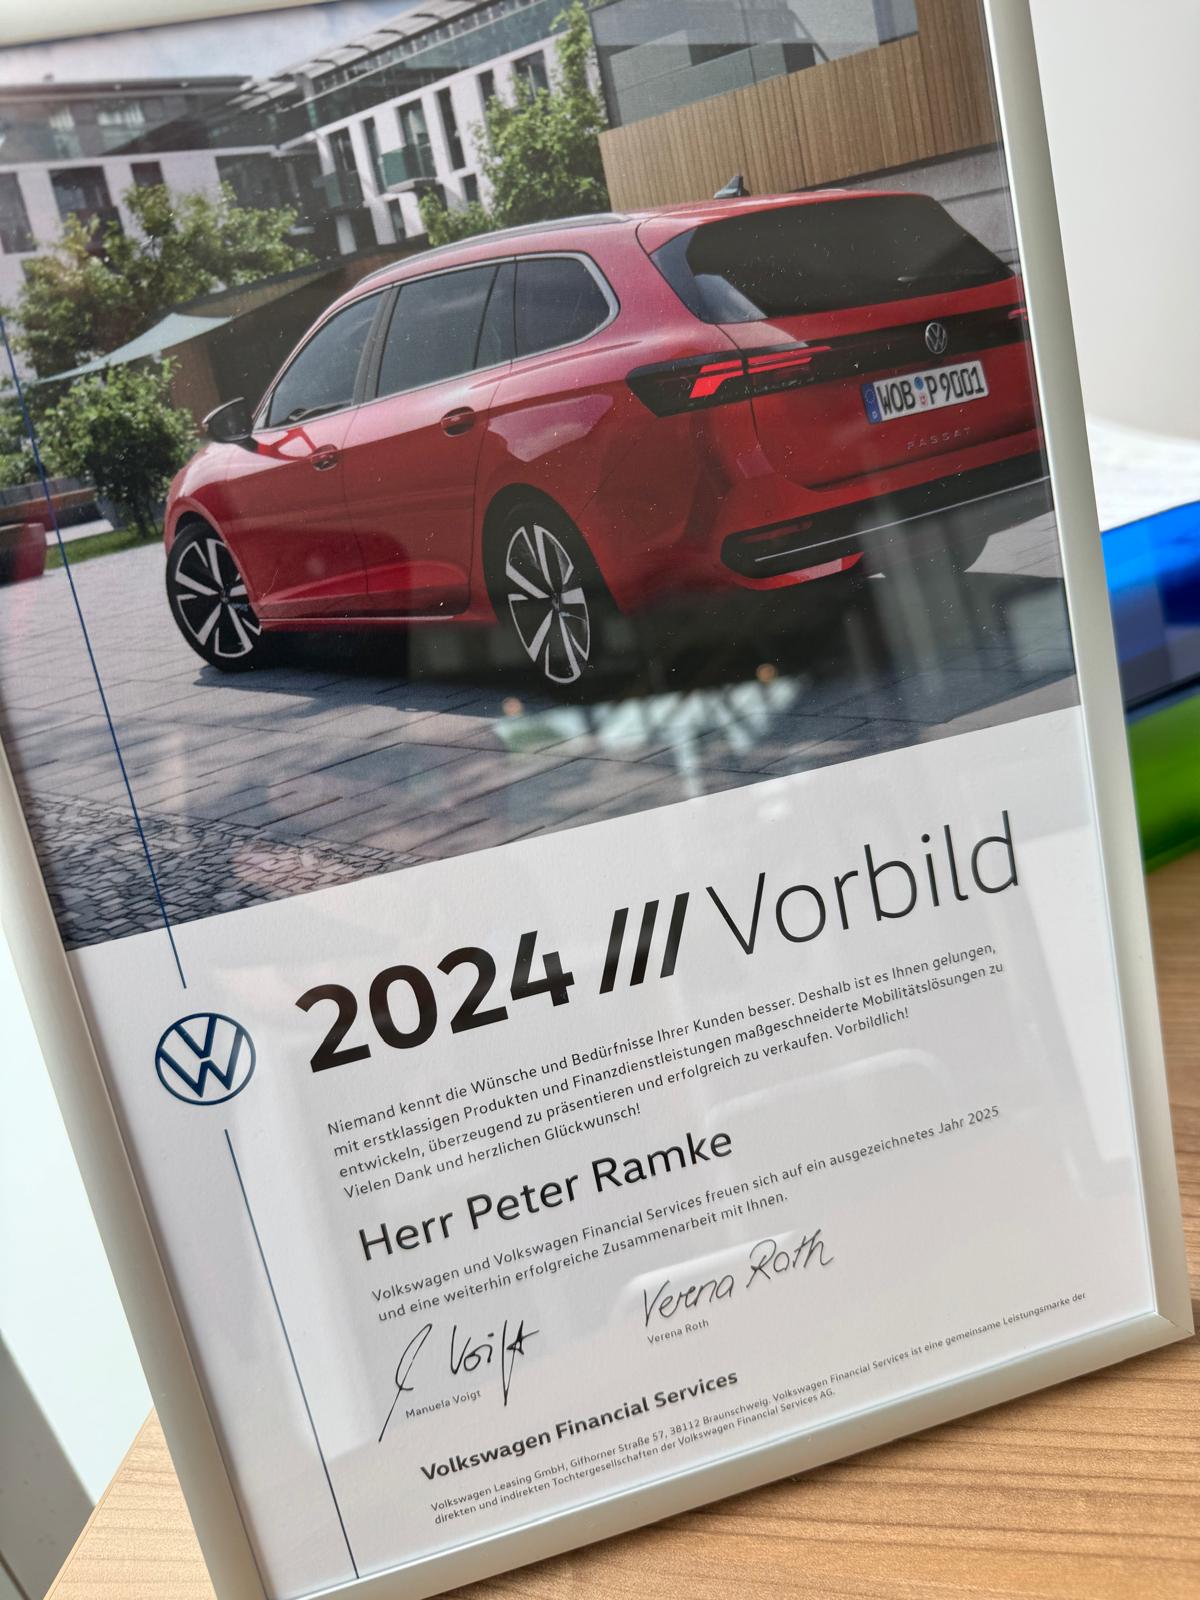 WOB P 9001
PASSAT
2024 /// Vorbild
Niemand kennt die Wünsche und Bedürfnisse Ihrer Kunden besser. Deshalb ist es Ihnen gelungen,
mit erstklassigen Produkten und Finanzdienstleistungen maßgeschneiderte Mobilitätslösungen zu
entwickeln, überzeugend zu präsentieren und erfolgreich zu verkaufen. Vorbildlich!
Vielen Dank und herzlichen Glückwunsch!
Herr Peter Ramke
Volkswagen und Volkswagen Financial Services freuen sich auf ein ausgezeichnetes Jahr 2025
und eine weiterhin erfolgreiche Zusammenarbeit mit Ihnen.
Voigt
Verena Roth
Manuela Voigt
Verena Roth
Volkswagen Financial Services
Volkswagen Leasing GmbH, Gifhorner Straße 57, 38112 Braunschweig. Volkswagen Financial Services ist eine gemeinsame Leistungsmarke der
direkten und indirekten Tochtergesellschaften der Volkswagen Financial Services AG.